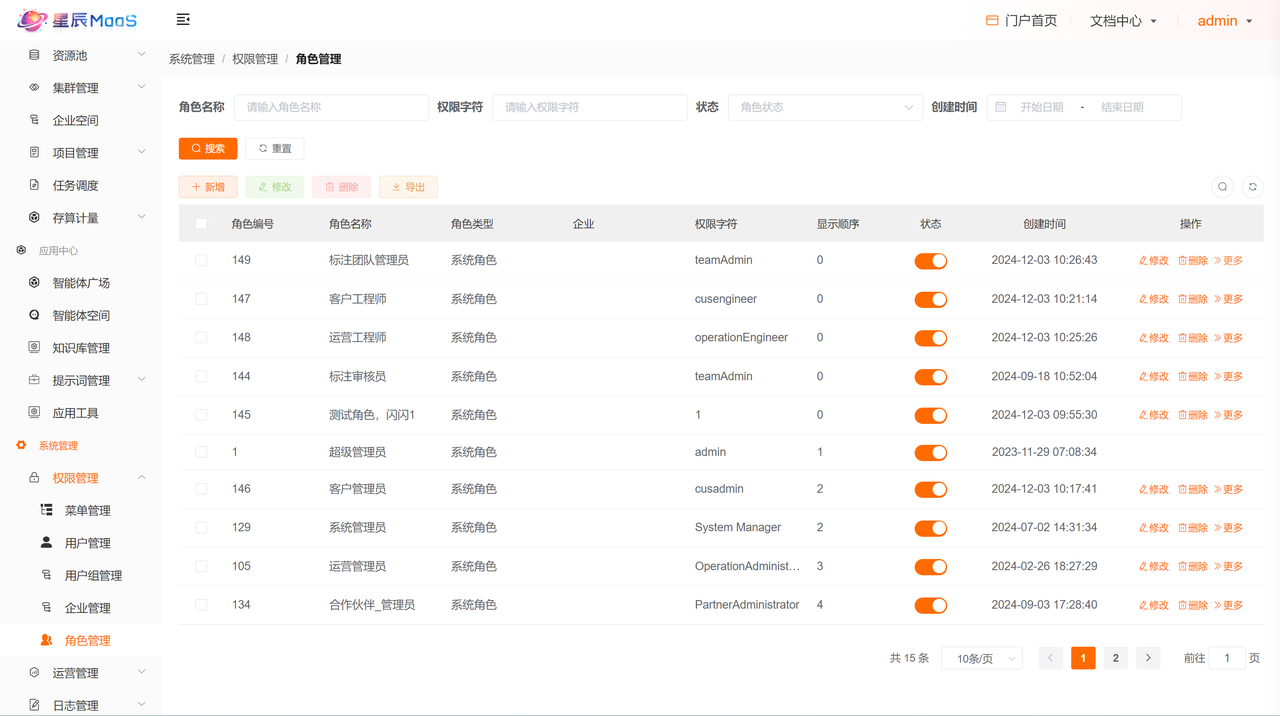 星辰MaaS
门户首页 文档中心 admin
资源池
集群管理
企业空间
项目管理
任务调度
存算计量
应用中心
智能体广场
智能体空间
知识库管理
提示词管理
应用工具
系统管理
权限管理
菜单管理
用户管理
用户组管理
企业管理
角色管理
运营管理
日志管理
系统管理 / 权限管理 / 角色管理
角色名称 请输入角色名称 权限字符 请输入权限字符 状态 角色状态 创建时间 开始日期 - 结束日期
搜索 重置
新增 修改 删除 导出
角色编号 角色名称 角色类型 企业 权限字符 显示顺序 状态 创建时间 操作
149 标注团队管理员 系统角色 teamAdmin 0 2024-12-03 10:26:43 修改 删除 更多
147 客户工程师 系统角色 cusengineer 0 2024-12-03 10:21:14 修改 删除 更多
148 运营工程师 系统角色 operationEngineer 0 2024-12-03 10:25:26 修改 删除 更多
144 标注审核员 系统角色 teamAdmin 0 2024-09-18 10:52:04 修改 删除 更多
145 测试角色，闪闪1 系统角色 1 0 2024-12-03 09:55:30 修改 删除 更多
1 超级管理员 系统角色 admin 1 2023-11-29 07:08:34
146 客户管理员 系统角色 cusadmin 2 2024-12-03 10:17:41 修改 删除 更多
129 系统管理员 系统角色 System Manager 2 2024-07-02 14:31:34 修改 删除 更多
105 运营管理员 系统角色 OperationAdminist... 3 2024-02-26 18:27:29 修改 删除 更多
134 合作伙伴_管理员 系统角色 PartnerAdministrator 4 2024-09-03 17:28:40 修改 删除 更多
共 15 条 10条/页 1 2 前往 1 页